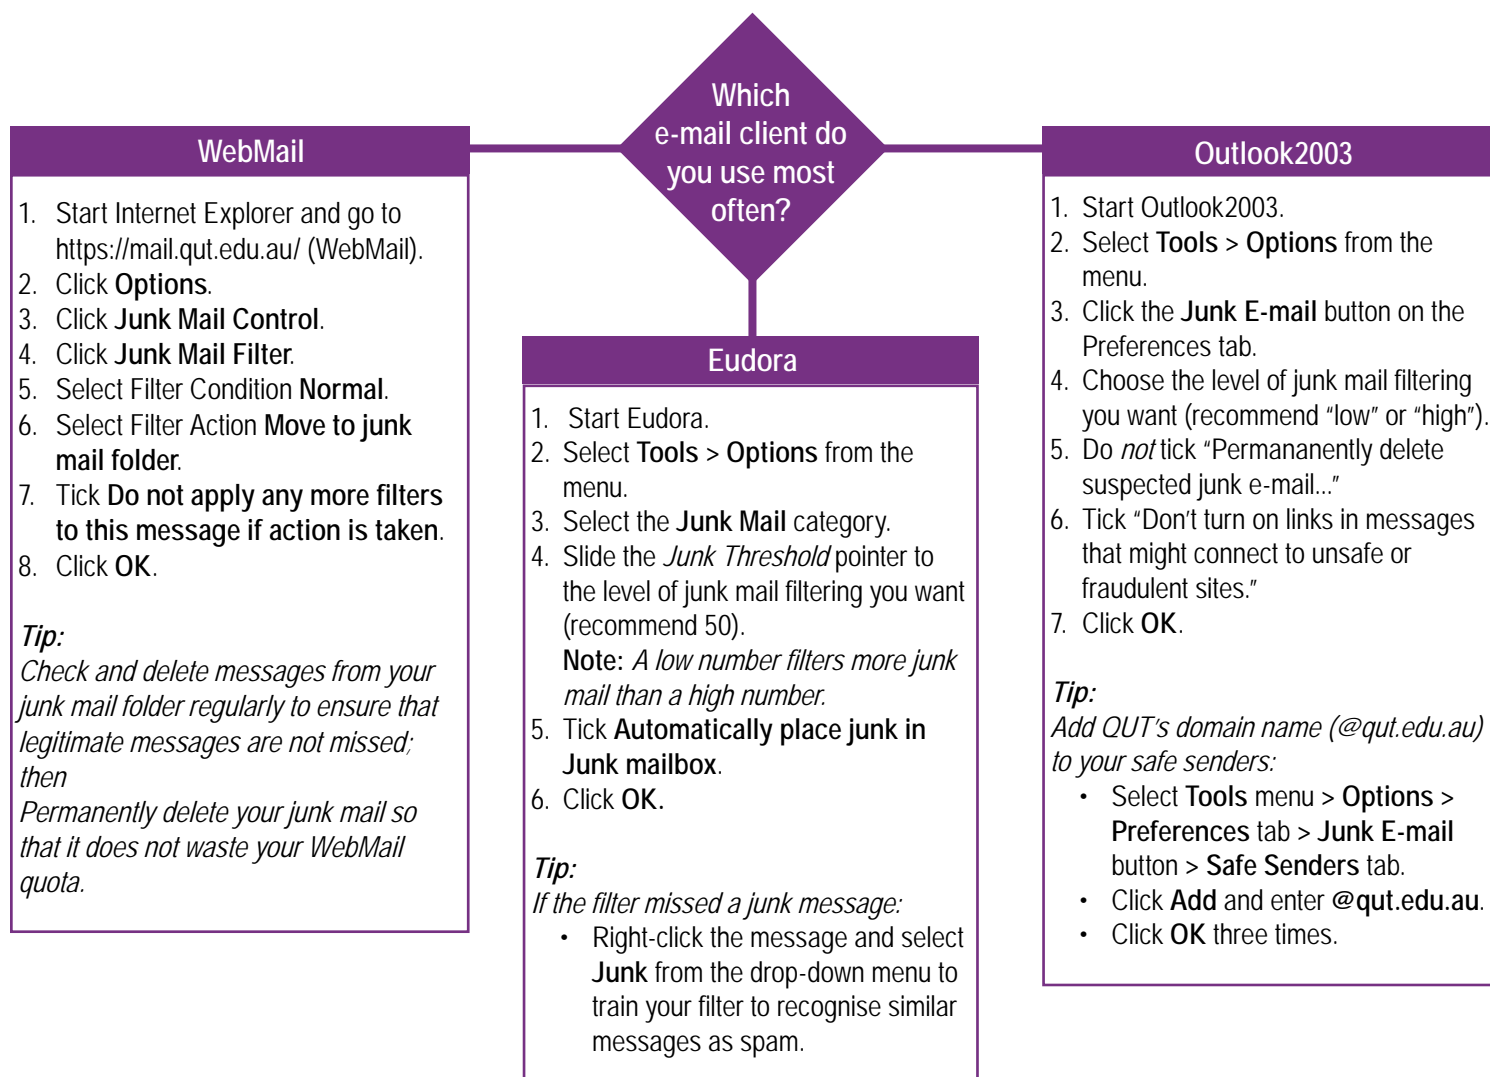 Which
e-mail client do
you use most
often?
WebMail
1. Start Internet Explorer and go to
https://mail.qut.edu.au/ (WebMail).
2. Click Options.
3. Click Junk Mail Control.
4. Click Junk Mail Filter.
5. Select Filter Condition Normal.
6. Select Filter Action Move to junk
mail folder.
7. Tick Do not apply any more filters
to this message if action is taken.
8. Click OK.
Tip:
Check and delete messages from your
junk mail folder regularly to ensure that
legitimate messages are not missed;
then
Permanently delete your junk mail so
that it does not waste your WebMail
quota.
Eudora
1. Start Eudora.
2. Select Tools > Options from the
menu.
3. Select the Junk Mail category.
4. Slide the Junk Threshold pointer to
the level of junk mail filtering you want
(recommend 50).
Note: A low number filters more junk
mail than a high number.
5. Tick Automatically place junk in
Junk mailbox.
6. Click OK.
Tip:
If the filter missed a junk message:
• Right-click the message and select
Junk from the drop-down menu to
train your filter to recognise similar
messages as spam.
Outlook2003
1. Start Outlook2003.
2. Select Tools > Options from the
menu.
3. Click the Junk E-mail button on the
Preferences tab.
4. Choose the level of junk mail filtering
you want (recommend “low” or “high”).
5. Do not tick “Permananently delete
suspected junk e-mail...”
6. Tick “Don’t turn on links in messages
that might connect to unsafe or
fraudulent sites.”
7. Click OK.
Tip:
Add QUT’s domain name (@qut.edu.au)
to your safe senders:
• Select Tools menu > Options >
Preferences tab > Junk E-mail
button > Safe Senders tab.
• Click Add and enter @qut.edu.au.
• Click OK three times.